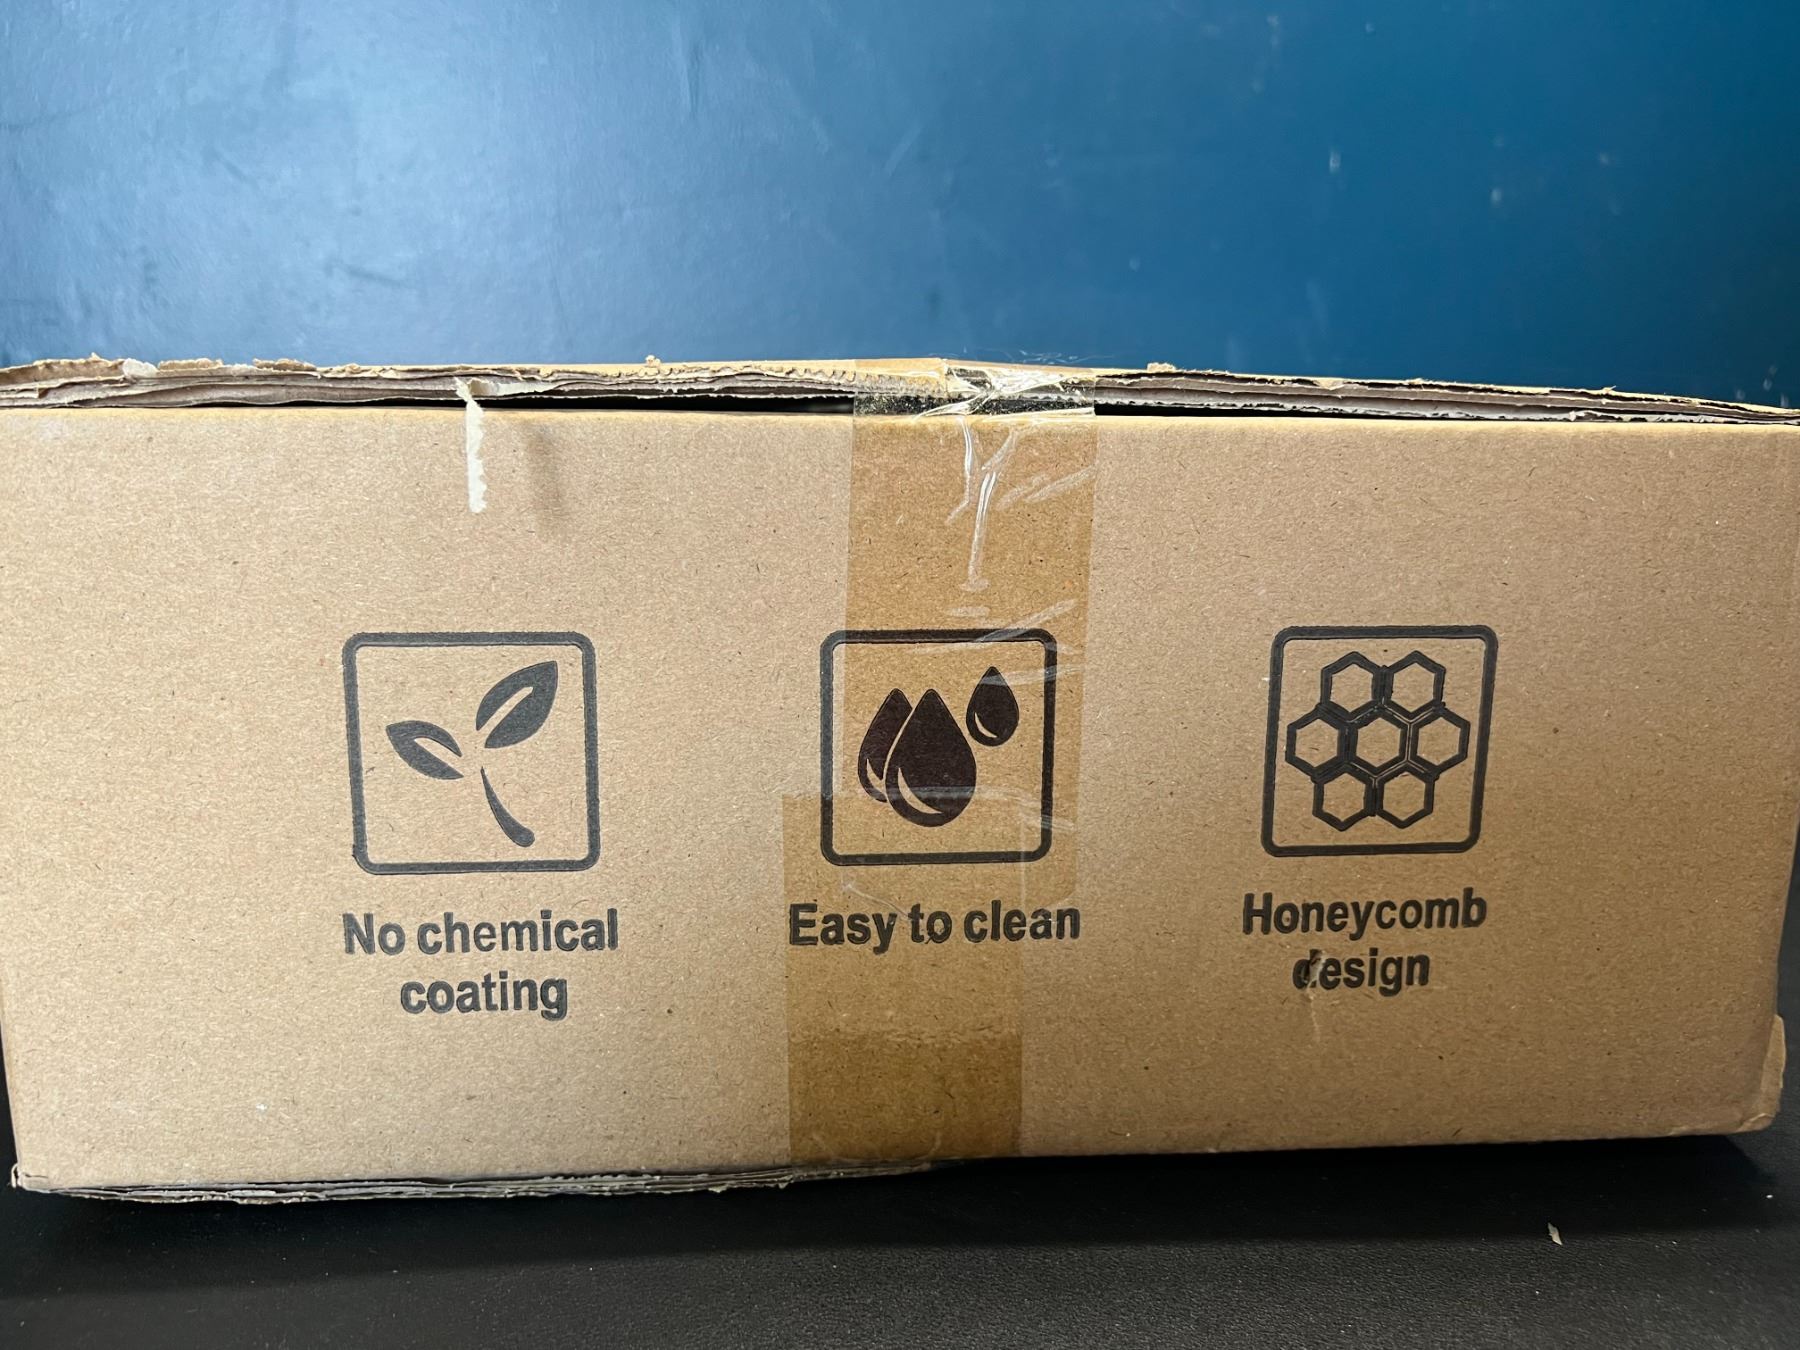 No chemical
coating
Easy to clean
Honeycomb
design